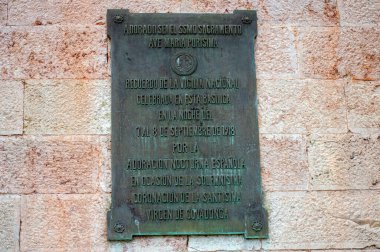 ADORADO SEA EL SSMO SACRAMENTO
AVE MARIA PURISIMA
RECUERDO DE LA VIGILIA NACIONAL
CELEBRADA EN ESTA BASILICA
EN LA NOCHE DEL
7 AL 8 DE SEPTIEMBRE DE 1918
POR LA
ADORACION NOCTURNA ESPAÑOLA
EN OCASION DE LA SOLEMNISIMA
CORONACION DE LA SANTISIMA
VIRGEN DE COVADONGA